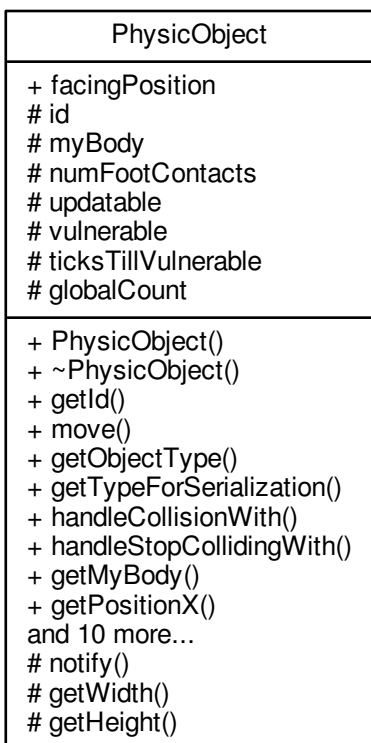 PhysicObject
+ facingPosition
# id
# myBody
# numFootContacts
# updatable
# vulnerable
# ticksTillVulnerable
# globalCount
+ PhysicObject()
+ ~PhysicObject()
+ getId()
+ move()
+ getObjectType()
+ getTypeForSerialization()
+ handleCollisionWith()
+ handleStopCollidingWith()
+ getMyBody()
+ getPositionX()
and 10 more...
# notify()
# getWidth()
# getHeight()